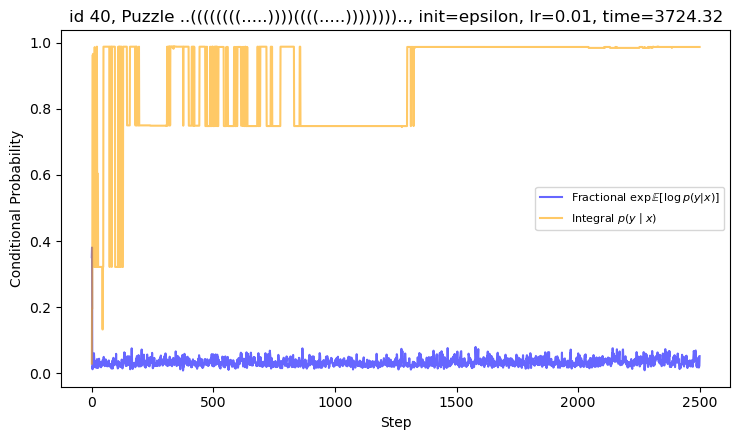 id 40, Puzzle ..((((((((.....))))((((.....)))))))).., init=epsilon, lr=0.01, time=3724.32
1.0
0.8
0.6
0.4
0.2
0.0
Conditional Probability
Fractional exp𝔼[log p(y|x)]
Integral p(y | x)
0 500 1000 1500 2000 2500
Step